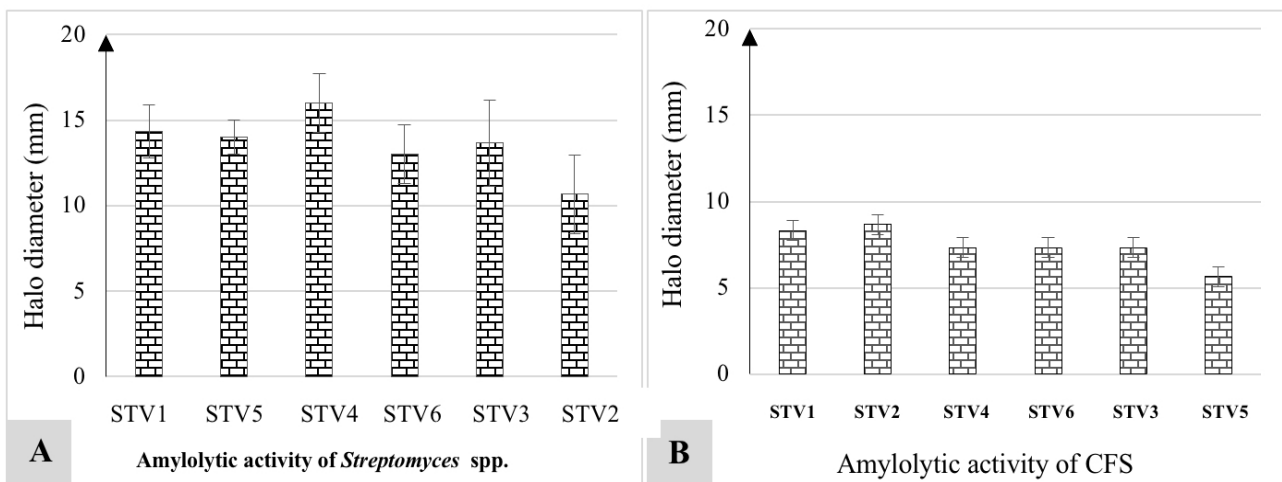 20
15
10
5
0
Halo diameter (mm)
STV1 STV5 STV4 STV6 STV3 STV2
A
Amylolytic activity of Streptomyces spp.
20
15
10
5
0
Halo diameter (mm)
STV1 STV2 STV4 STV6 STV3 STV5
B
Amylolytic activity of CFS